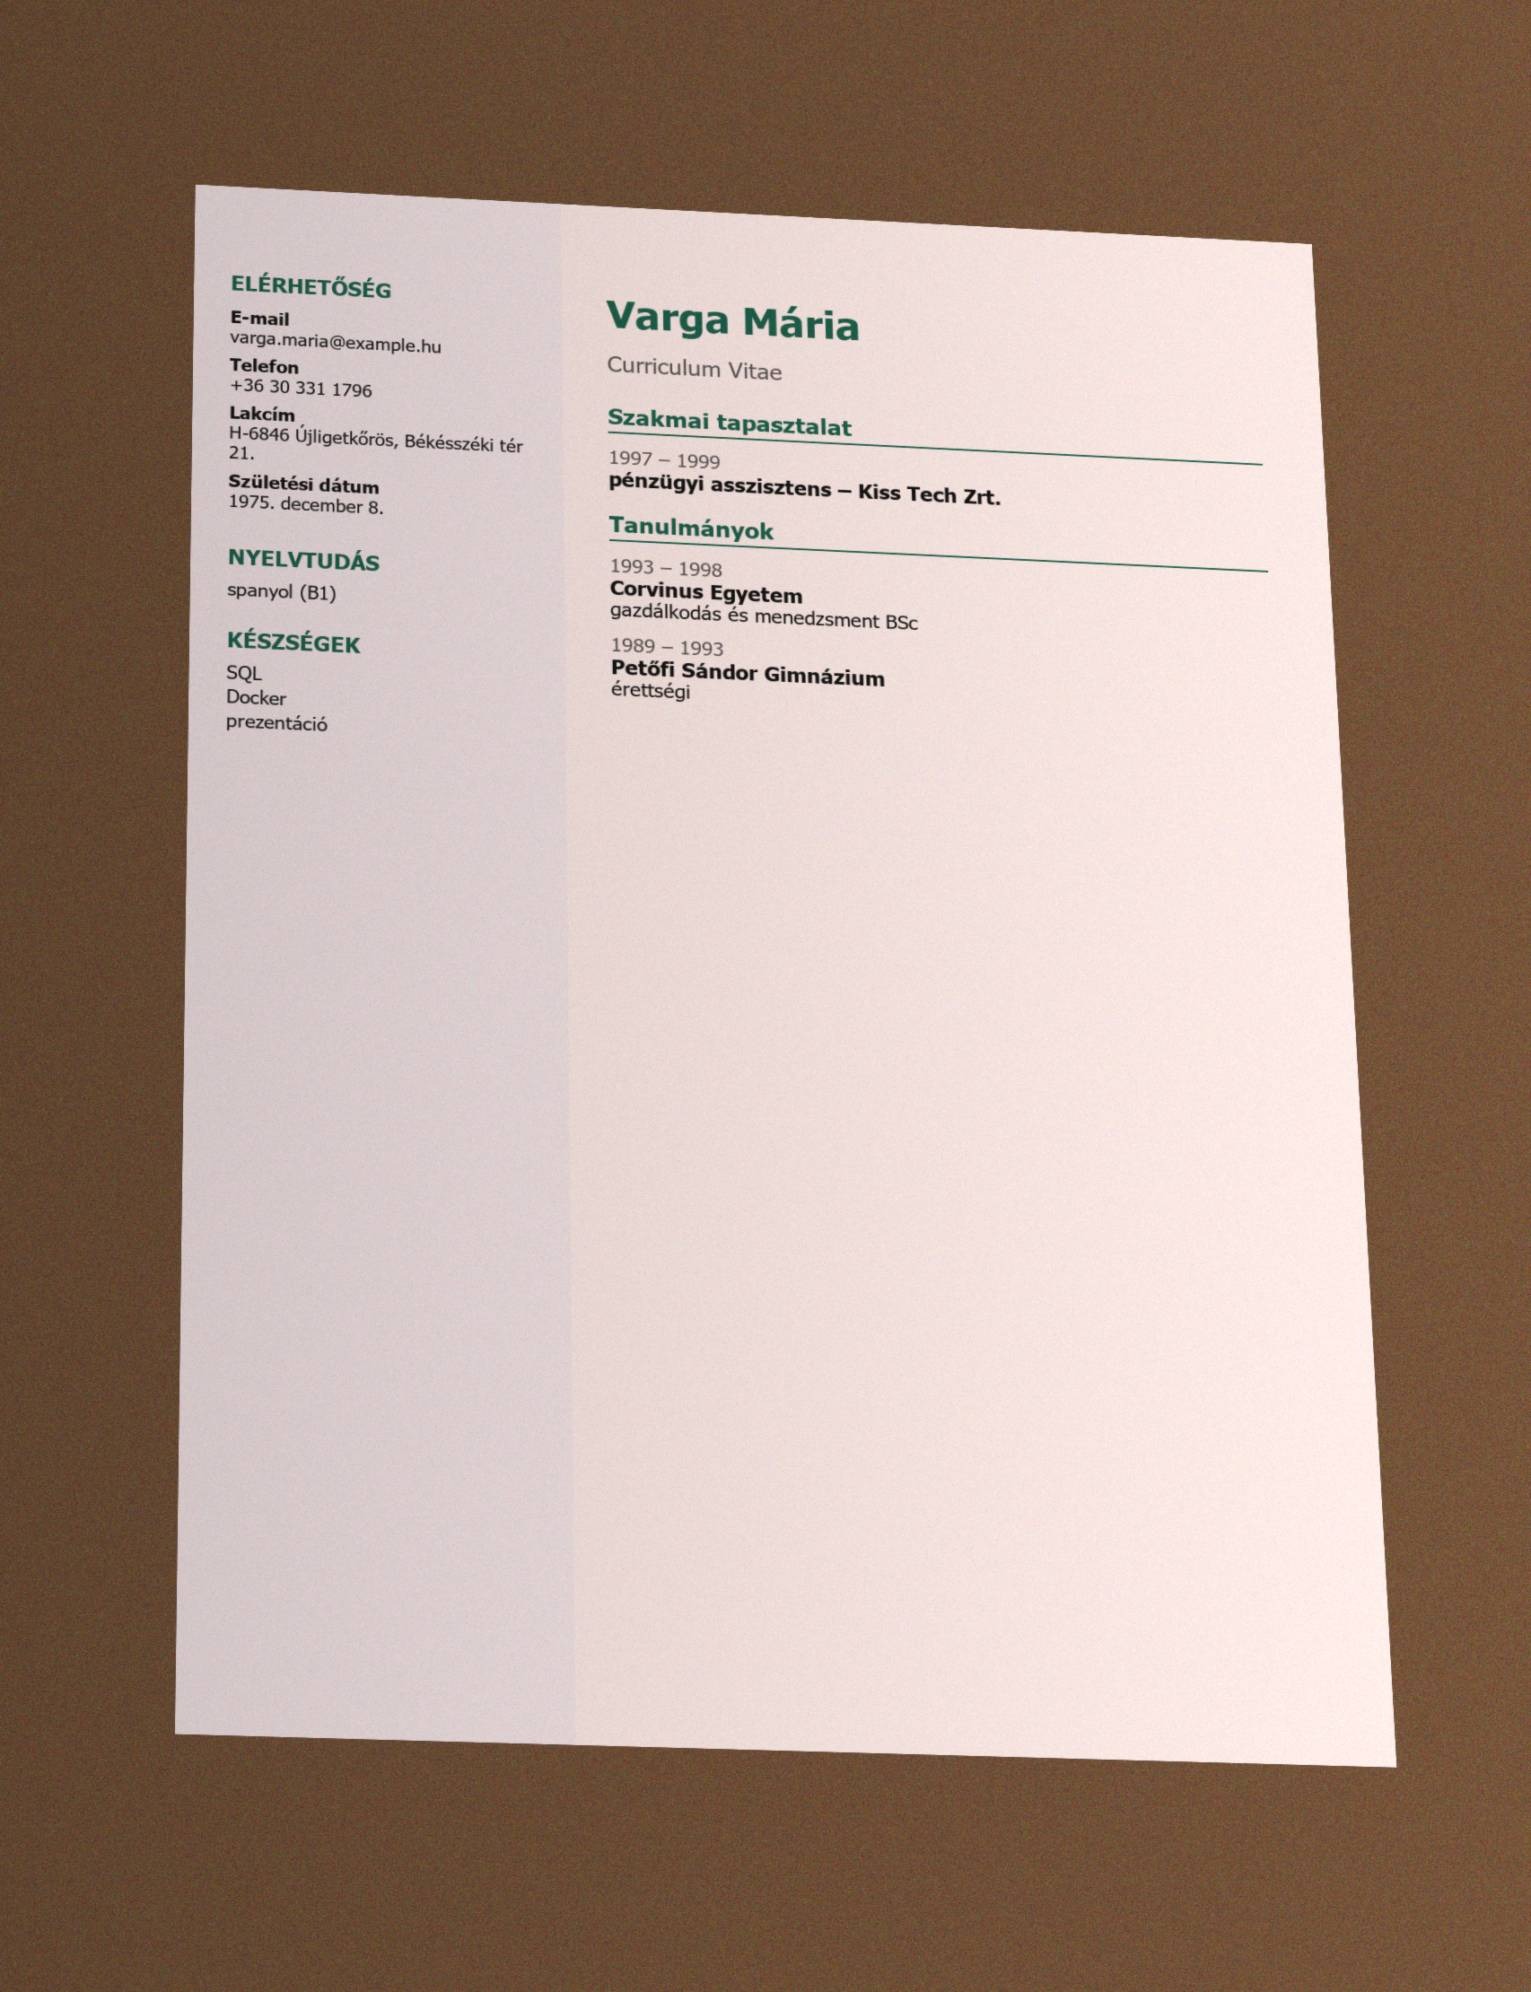 ELÉRHETŐSÉG
E-mail
varga.maria@example.hu
Telefon
+36 30 331 1796
Lakcím
H-6846 Újligetkőrös, Békésszéki tér
21.
Születési dátum
1975. december 8.
NYELVTUDÁS
spanyol (B1)
KÉSZSÉGEK
SQL
Docker
prezentáció
Varga Mária
Curriculum Vitae
Szakmai tapasztalat
1997 – 1999
pénzügyi asszisztens – Kiss Tech Zrt.
Tanulmányok
1993 – 1998
Corvinus Egyetem
gazdálkodás és menedzsment BSc
1989 – 1993
Petőfi Sándor Gimnázium
érettségi